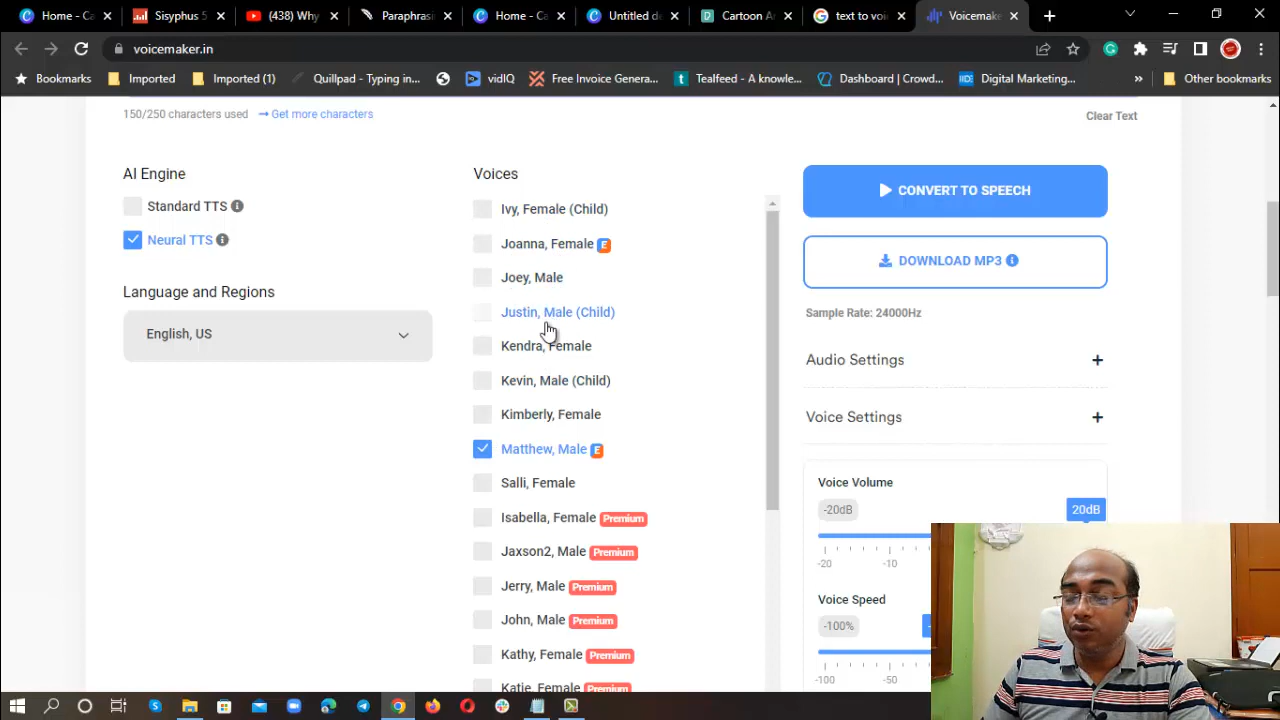 Home - Ca
Sisyphus 5
(438) Why
Paraphrasi
Home - Ca
Untitled de
Cartoon Ar
text to voi
Voicemake
voicemaker.in
Bookmarks
Imported
Imported (1)
Quillpad - Typing in...
vidIQ
Free Invoice Genera...
Tealfeed - A knowle...
Dashboard | Crowd...
Digital Marketing...
»
Other bookmarks
150/250 characters used
Get more characters
Clear Text
AI Engine
Standard TTS
Neural TTS
Language and Regions
English, US
Voices
Ivy, Female (Child)
Joanna, Female E
Joey, Male
Justin, Male (Child)
Kendra, Female
Kevin, Male (Child)
Kimberly, Female
Matthew, Male E
Salli, Female
Isabella, Female Premium
Jaxson2, Male Premium
Jerry, Male Premium
John, Male Premium
Kathy, Female Premium
Katie, Female Premium
CONVERT TO SPEECH
DOWNLOAD MP3
Sample Rate: 24000Hz
Audio Settings +
Voice Settings +
Voice Volume
-20dB
20dB
-20 -10
Voice Speed
-100%
-100 -50